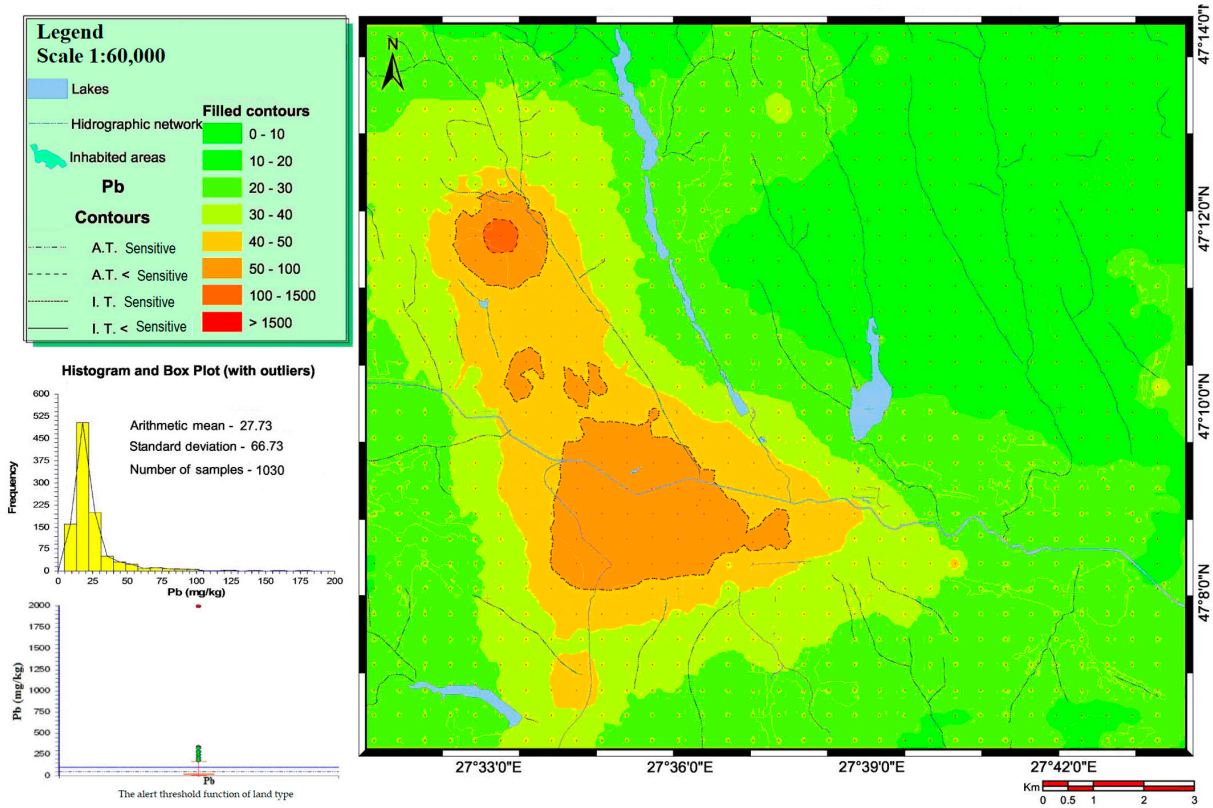 Legend
Scale 1:60,000
Lakes
Hidrographic network
Inhabited areas
Pb
Contours
A.T. Sensitive
A.T. < Sensitive
I. T. Sensitive
I.T. < Sensitive
Filled contours
0 - 10
10 - 20
20 - 30
30 - 40
40 - 50
50 - 100
100 - 1500
> 1500
Histogram and Box Plot (with outliers)
Frequency
600
525
450
375
300
225
150
75
0
Arithmetic mean - 27.73
Standard deviation - 66.73
Number of samples - 1030
0 25 50 75 100 125 150 175 200
Pb (mg/kg)
Pb (mg/kg)
2000
1750
1500
1250
1000
750
500
250
0
Pb
The alert threshold function of land type
N
47°14'0"N
47°12'0"N
47°10'0"N
47°8'0"N
27°33'0"E 27°36'0"E 27°39'0"E 27°42'0"E
Km
0 0.5 1 2 3